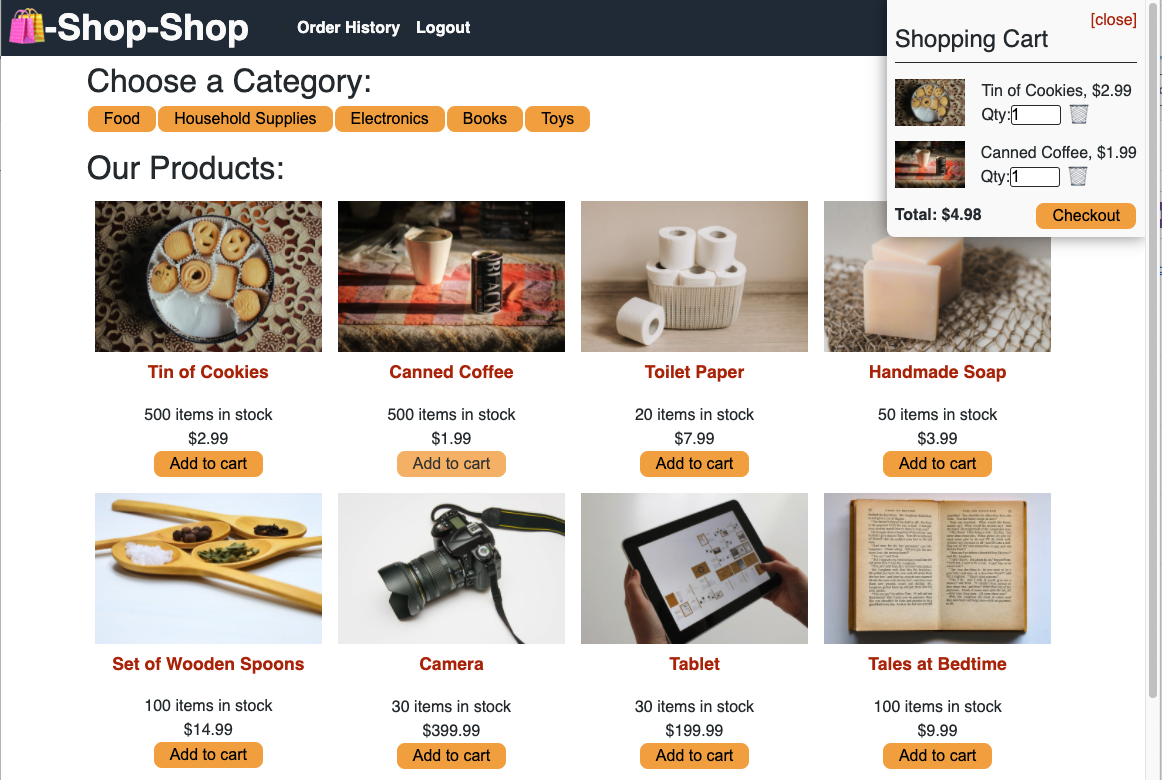 -Shop-Shop
Order History Logout
[close]
Shopping Cart
Tin of Cookies, $2.99
Qty:1
Canned Coffee, $1.99
Qty:1
Total: $4.98
Checkout
Choose a Category:
Food Household Supplies Electronics Books Toys
Our Products:
BLACK
Tin of Cookies
500 items in stock
$2.99
Add to cart
Canned Coffee
500 items in stock
$1.99
Add to cart
Toilet Paper
20 items in stock
$7.99
Add to cart
Handmade Soap
50 items in stock
$3.99
Add to cart
Set of Wooden Spoons
100 items in stock
$14.99
Add to cart
Camera
30 items in stock
$399.99
Add to cart
Tablet
30 items in stock
$199.99
Add to cart
Tales at Bedtime
100 items in stock
$9.99
Add to cart